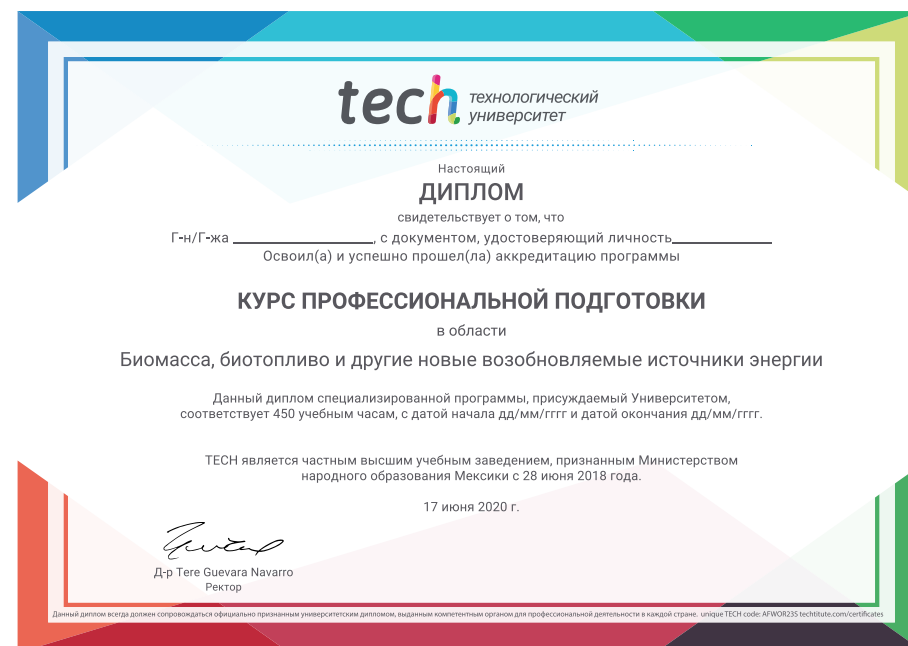 tech технологический
университет
Настоящий
ДИПЛОМ
свидетельствует о том, что
Г-н/Г-жа ____________________, с документом, удостоверяющий личность______________
Освоил(а) и успешно прошел(ла) аккредитацию программы
КУРС ПРОФЕССИОНАЛЬНОЙ ПОДГОТОВКИ
в области
Биомасса, биотопливо и другие новые возобновляемые источники энергии
Данный диплом специализированной программы, присуждаемый Университетом,
соответствует 450 учебным часам, с датой начала дд/мм/гггг и датой окончания дд/мм/гггг.
TECH является частным высшим учебным заведением, признанным Министерством
народного образования Мексики с 28 июня 2018 года.
17 июня 2020 г.
Д-р Tere Guevara Navarro
Ректор
Данный диплом всегда должен сопровождаться официально признанным университетским дипломом, выданным компетентным органом для профессиональной деятельности в каждой стране. unique TECH code: AFWOR23S techtitute.com/certificates